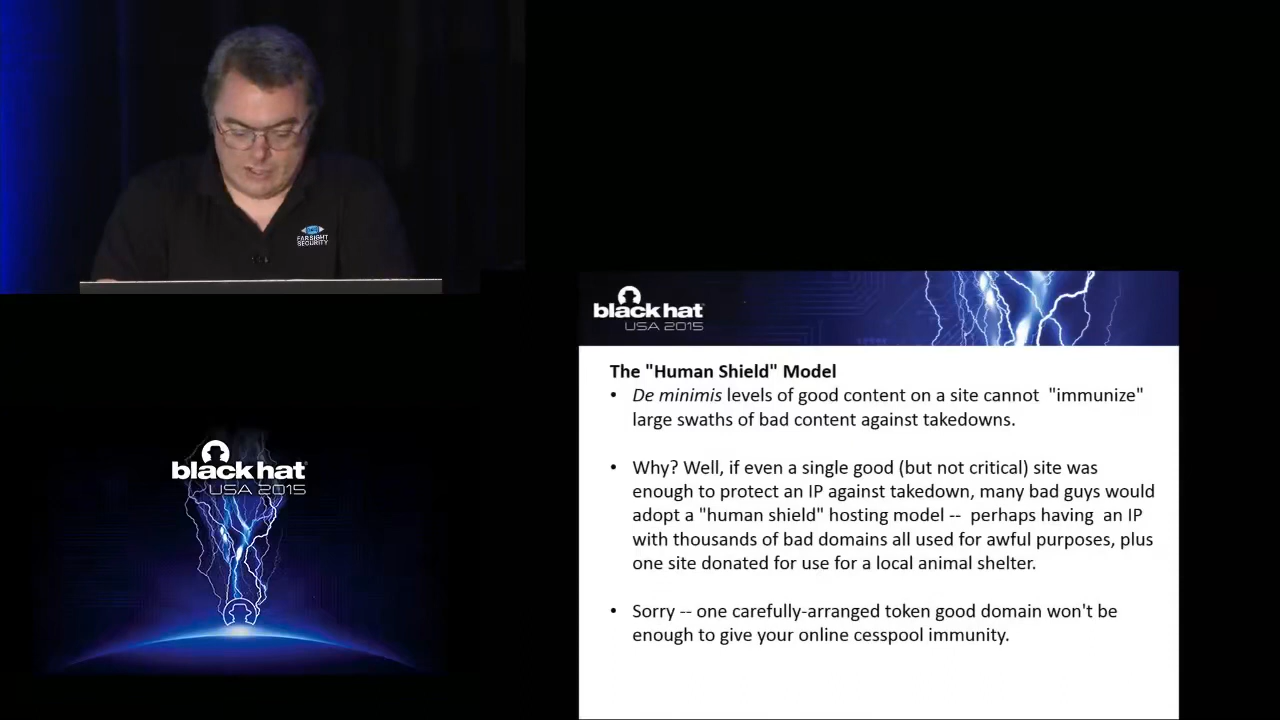 FARSIGHT
SECURITY
black hat
USA 2015
The "Human Shield" Model
• De minimis levels of good content on a site cannot "immunize"
large swaths of bad content against takedowns.
• Why? Well, if even a single good (but not critical) site was
enough to protect an IP against takedown, many bad guys would
adopt a "human shield" hosting model -- perhaps having an IP
with thousands of bad domains all used for awful purposes, plus
one site donated for use for a local animal shelter.
• Sorry -- one carefully-arranged token good domain won't be
enough to give your online cesspool immunity.
black hat
USA 2015